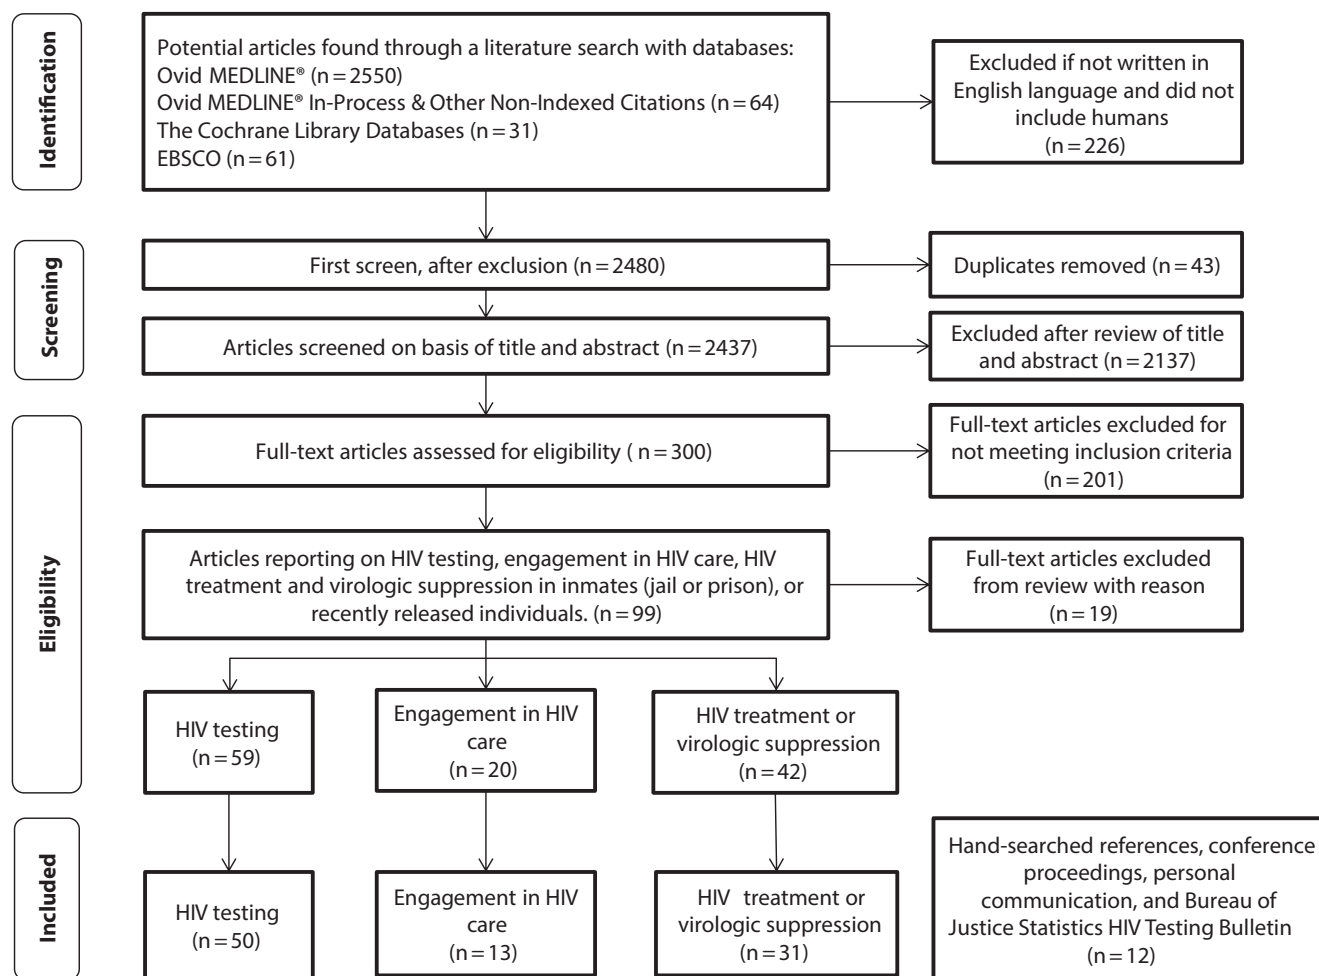 Identification
Potential articles found through a literature search with databases:
Ovid MEDLINE® (n = 2550)
Ovid MEDLINE® In-Process & Other Non-Indexed Citations (n = 64)
The Cochrane Library Databases (n = 31)
EBSCO (n = 61)
Excluded if not written in
English language and did not
include humans
(n = 226)
Screening
First screen, after exclusion (n = 2480)
Duplicates removed (n = 43)
Articles screened on basis of title and abstract (n = 2437)
Excluded after review of title
and abstract (n = 2137)
Eligibility
Full-text articles assessed for eligibility ( n = 300)
Full-text articles excluded for
not meeting inclusion criteria
(n = 201)
Articles reporting on HIV testing, engagement in HIV care, HIV
treatment and virologic suppression in inmates (jail or prison), or
recently released individuals. (n = 99)
Full-text articles excluded
from review with reason
(n = 19)
HIV testing
(n = 59)
Engagement in HIV
care
(n = 20)
HIV treatment or
virologic suppression
(n = 42)
Included
HIV testing
(n = 50)
Engagement in HIV
care
(n = 13)
HIV treatment or
virologic suppression
(n = 31)
Hand-searched references, conference
proceedings, personal
communication, and Bureau of
Justice Statistics HIV Testing Bulletin
(n = 12)